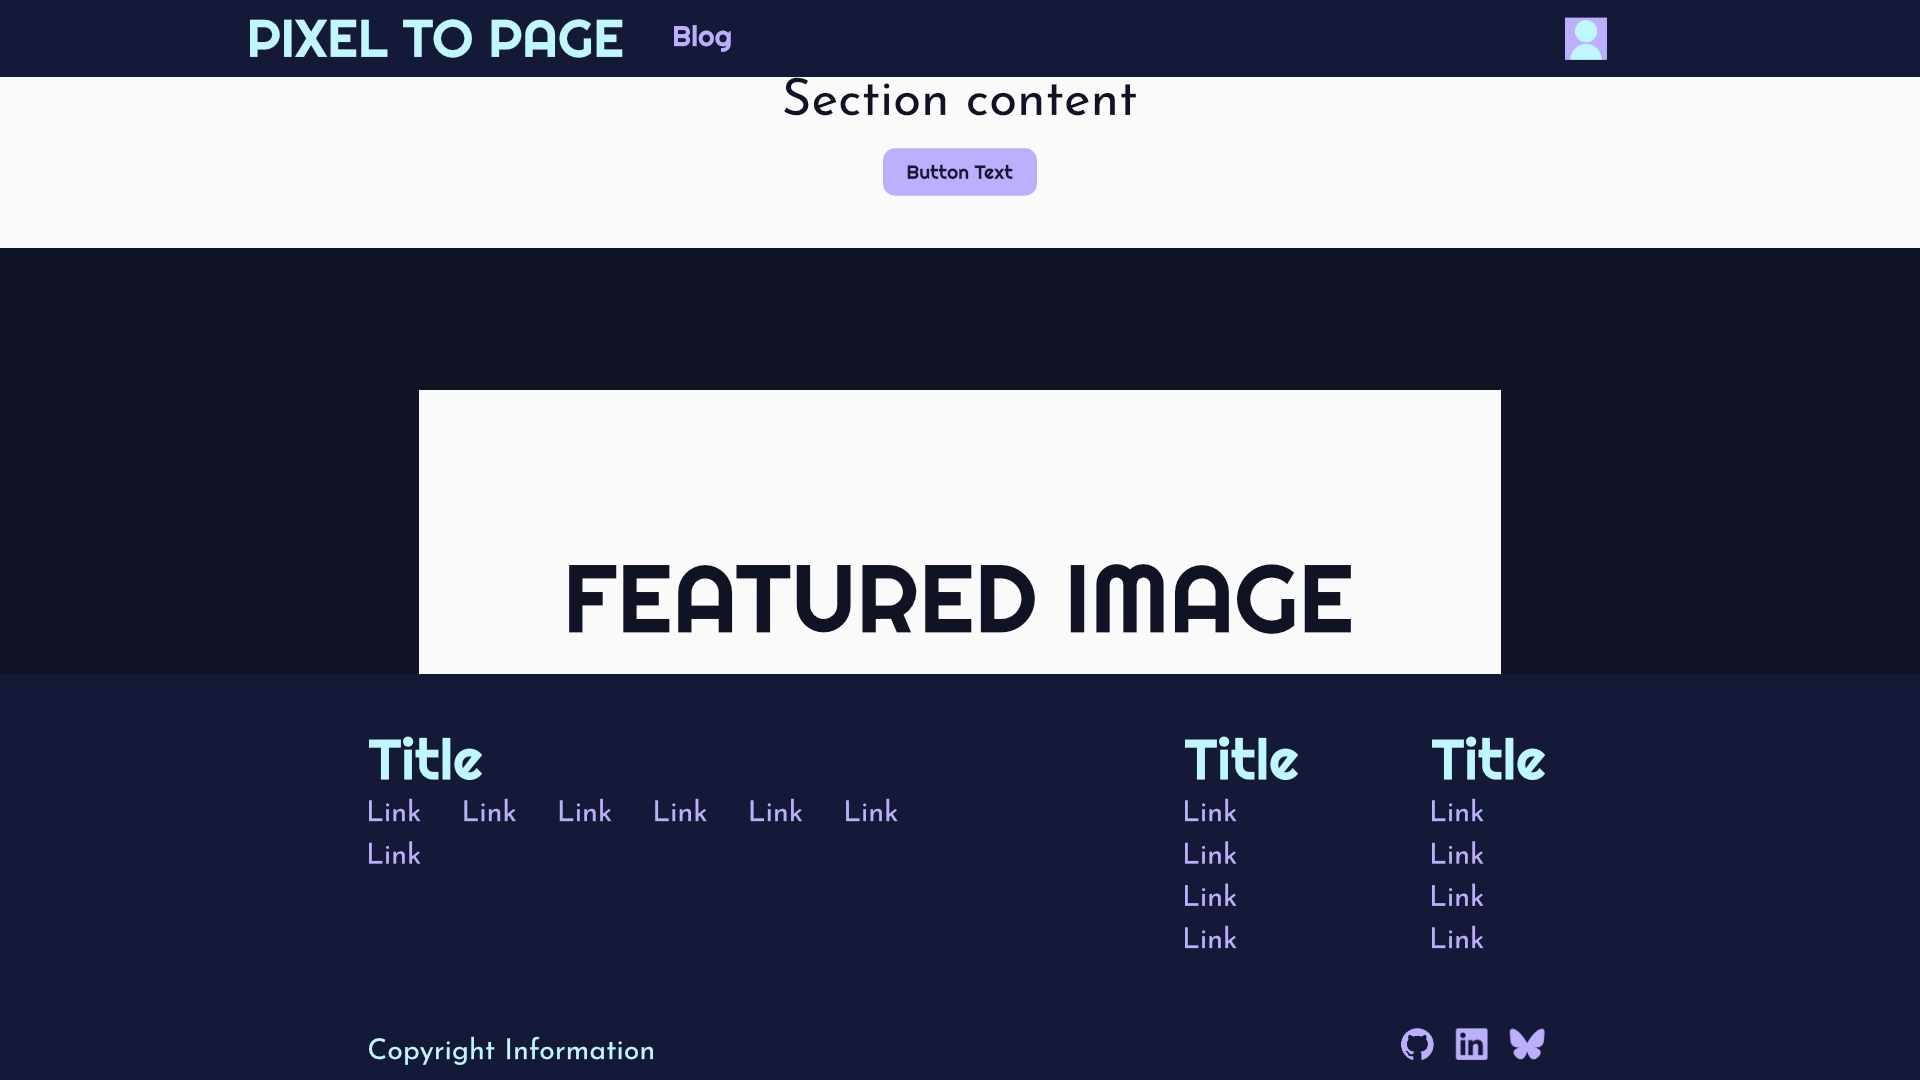 PIXEL TO PAGE Blog
Section content
Button Text
FEATURED IMAGE
Title
Link Link Link Link Link Link
Link
Title
Link
Link
Link
Link
Title
Link
Link
Link
Link
Copyright Information
in